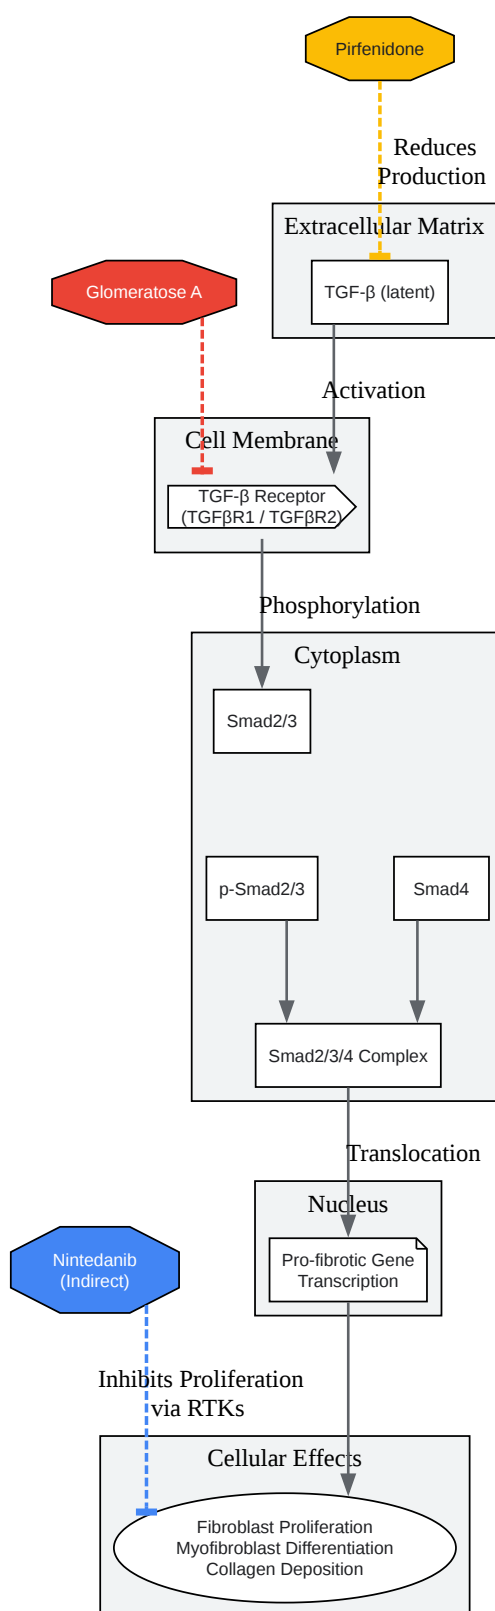 Pirfenidone
Reduces
Production
Extracellular Matrix
TGF-β (latent)
Glomeratose A
Activation
Cell Membrane
TGF-β Receptor
(TGFβR1 / TGFβR2)
Phosphorylation
Cytoplasm
Smad2/3
p-Smad2/3
Smad4
Smad2/3/4 Complex
Translocation
Nucleus
Pro-fibrotic Gene
Transcription
Nintedanib
(Indirect)
Inhibits Proliferation
via RTKs
Cellular Effects
Fibroblast Proliferation
Myofibroblast Differentiation
Collagen Deposition